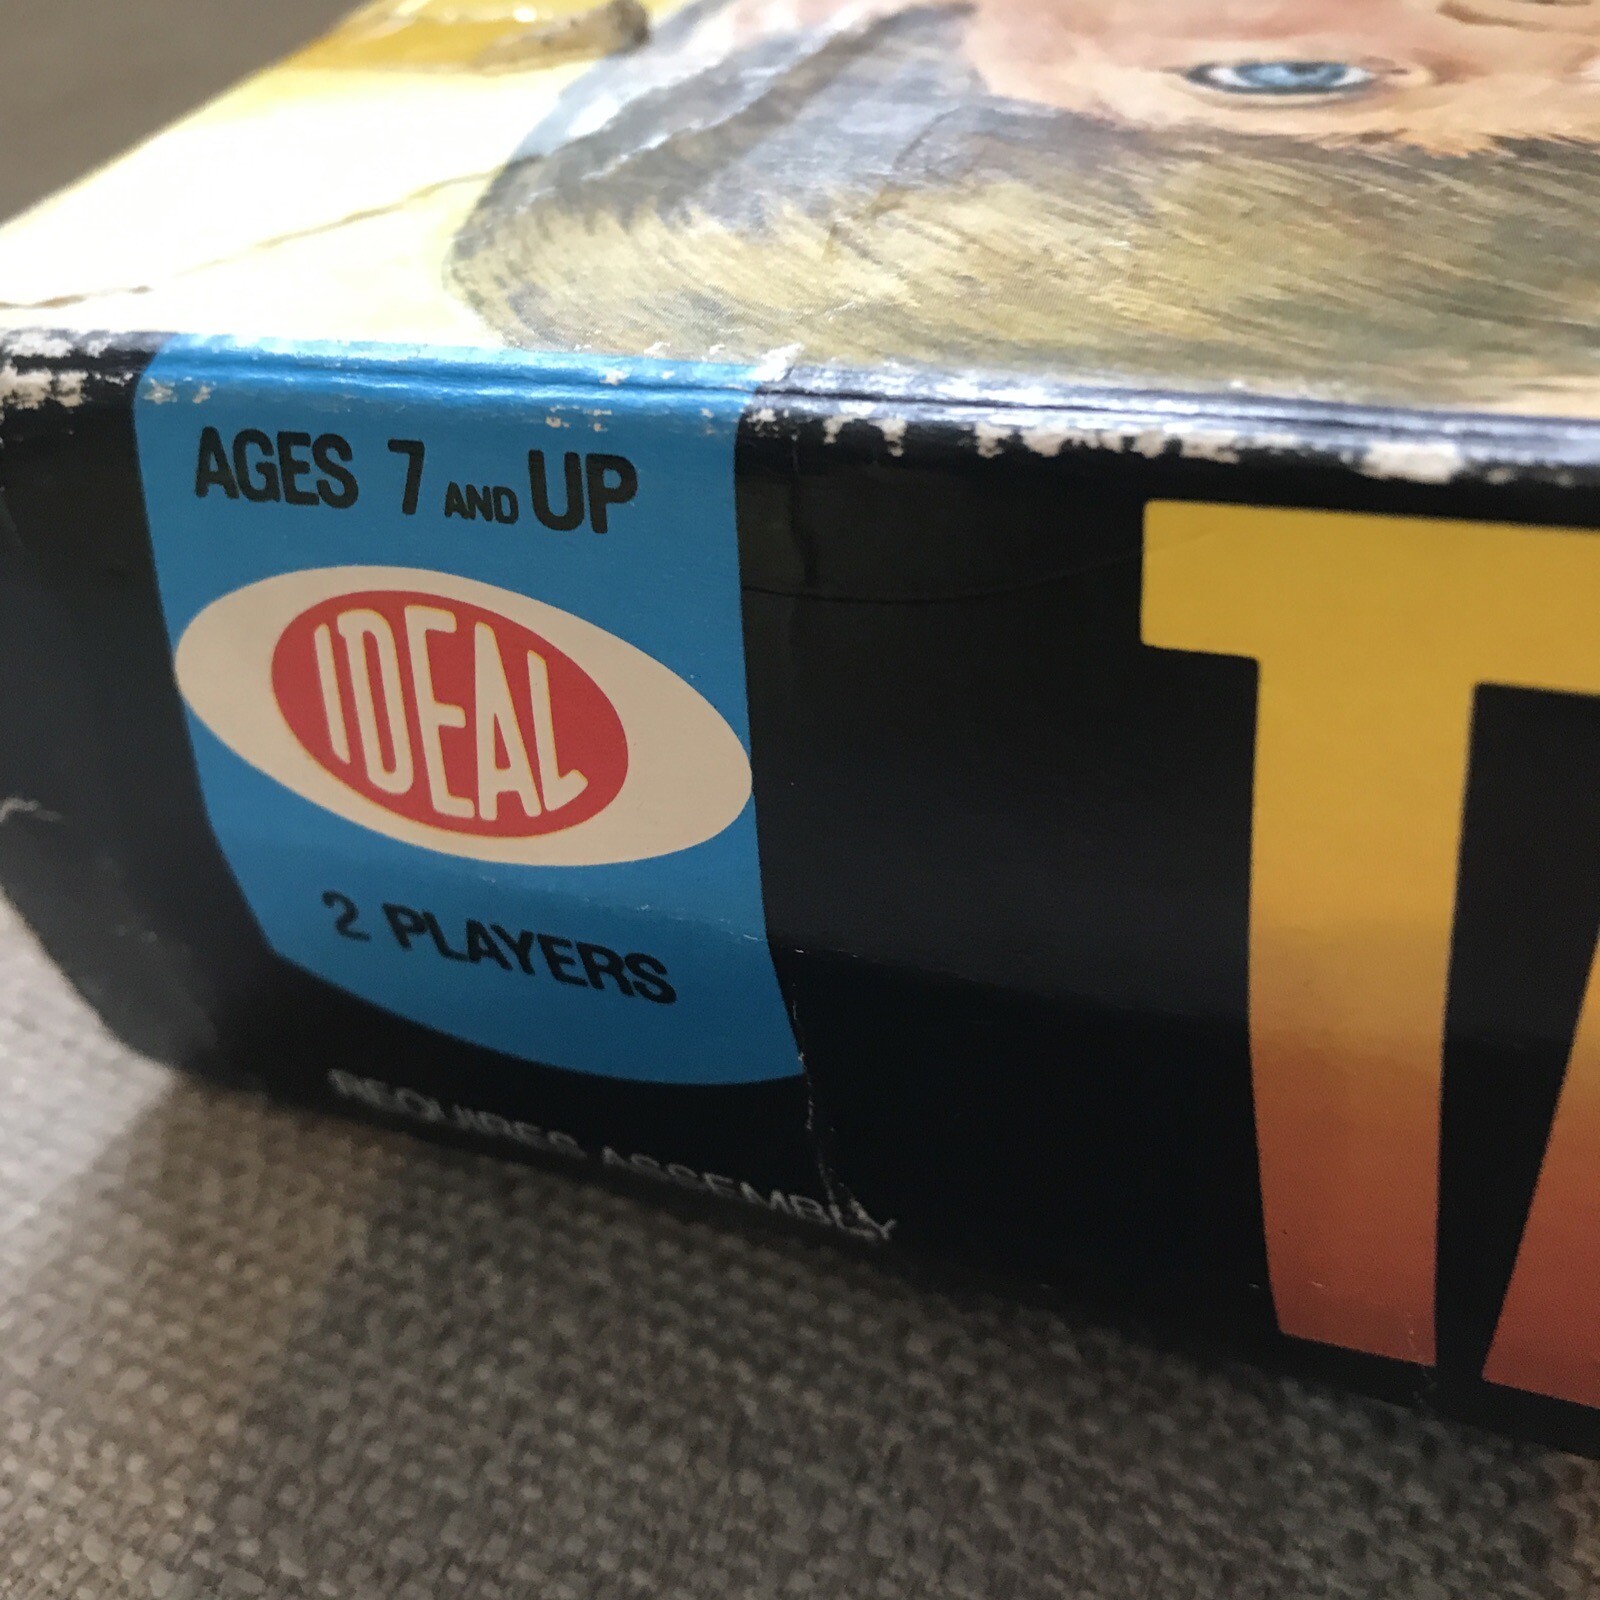 AGES 7 AND UP
IDEAL
2 PLAYERS
REQUIRES ASSEMBLY
T